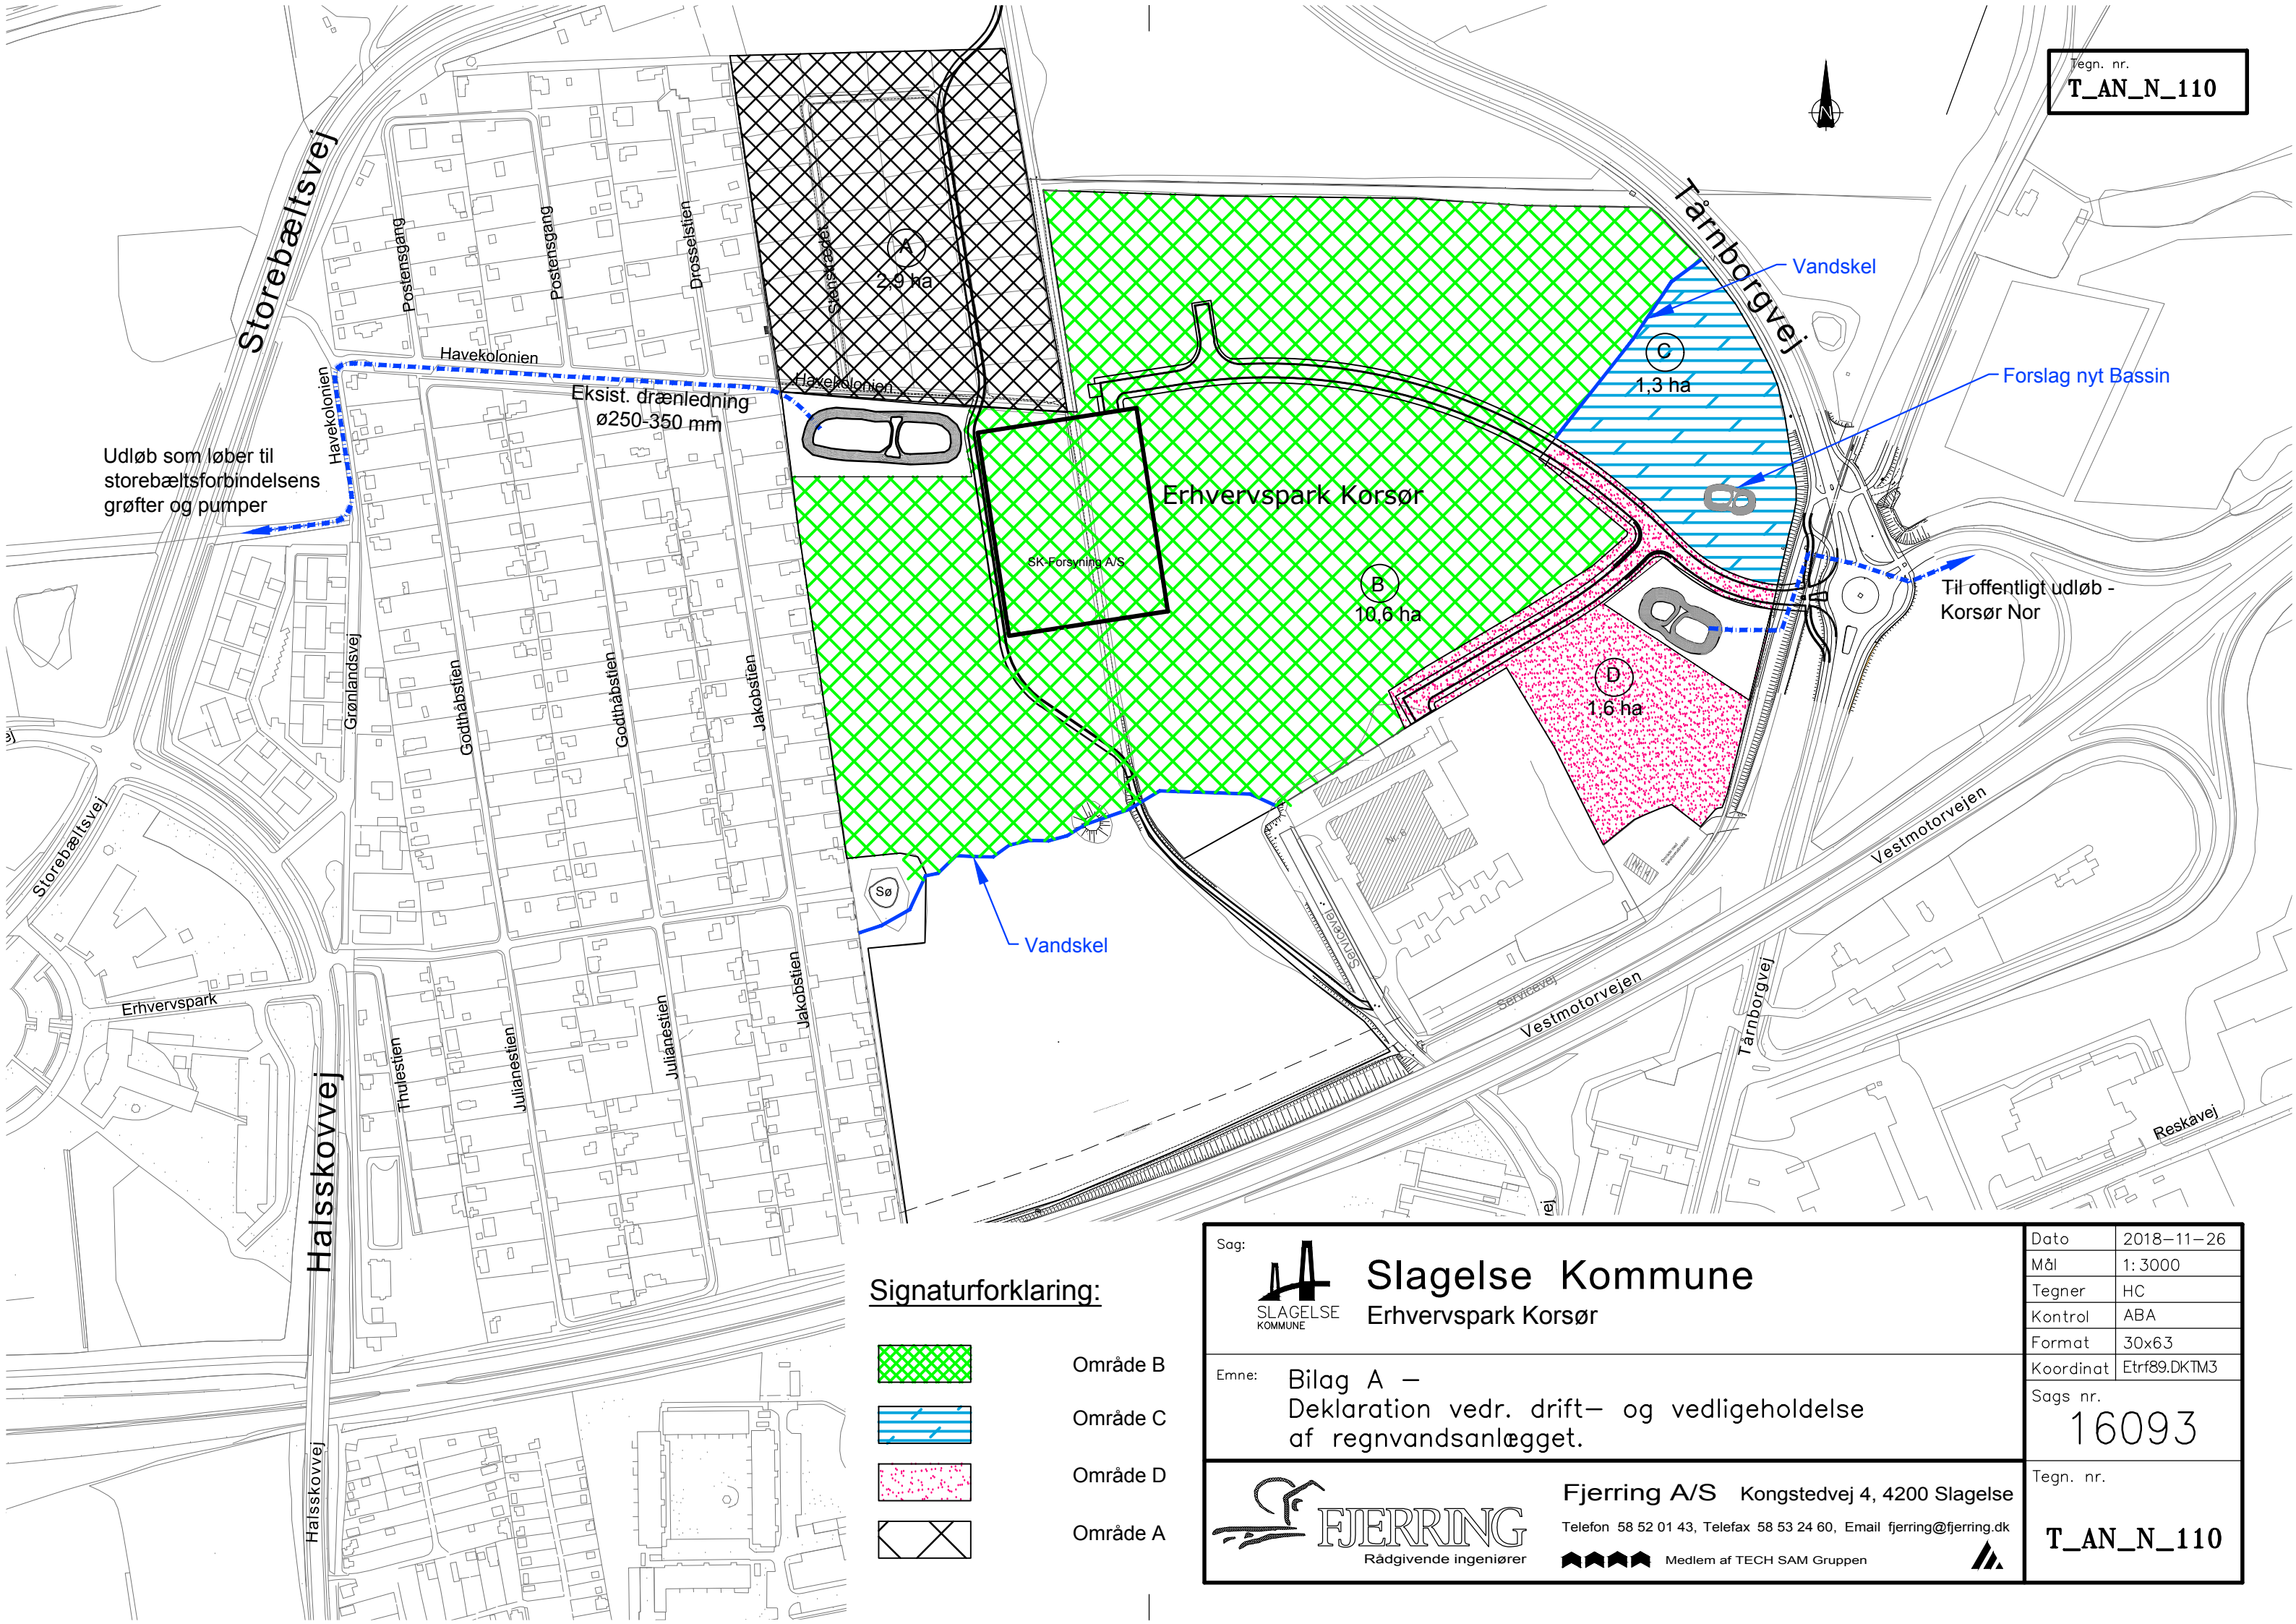 Tegn. nr.
T_AN_N_110
N
Storebæltsvej
Tårnborgvej
Postensgang
Postensgang
Drosselstien
Stenstrædet
A
2,9 ha
Vandskel
C
1,3 ha
Forslag nyt Bassin
Havekolonien
Havekolonien
Havekolonien
Eksist. drænledning
ø250-350 mm
Udløb som løber til
storebæltsforbindelsens
grøfter og pumper
Erhvervspark Korsør
SK-Forsyning A/S
B
10,6 ha
Til offentligt udløb -
Korsør Nor
D
1,6 ha
Grønlandsvej
Godthåbstien
Godthåbstien
Jakobstien
ej
Storebæltsvej
Nr. 8
Sø
Vandskel
Servicevej
Servicevej
Vestmotorvejen
Vestmotorvejen
Tårnborgvej
Erhvervspark
Thulestien
Julianestien
Julianestien
Jakobstien
Halsskovvej
Reskavej
ej
Halsskovvej
Signaturforklaring:
Område B
Område C
Område D
Område A
Sag:
SLAGELSE
KOMMUNE
Slagelse Kommune
Erhvervspark Korsør
Emne:
Bilag A –
Deklaration vedr. drift– og vedligeholdelse
af regnvandsanlægget.
FJERRING
Rådgivende ingeniører
Fjerring A/S Kongstedvej 4, 4200 Slagelse
Telefon 58 52 01 43, Telefax 58 53 24 60, Email fjerring@fjerring.dk
Medlem af TECH SAM Gruppen
Dato 2018–11–26
Mål 1:3000
Tegner HC
Kontrol ABA
Format 30x63
Koordinat Etrf89.DKTM3
Sags nr.
16093
Tegn. nr.
T_AN_N_110